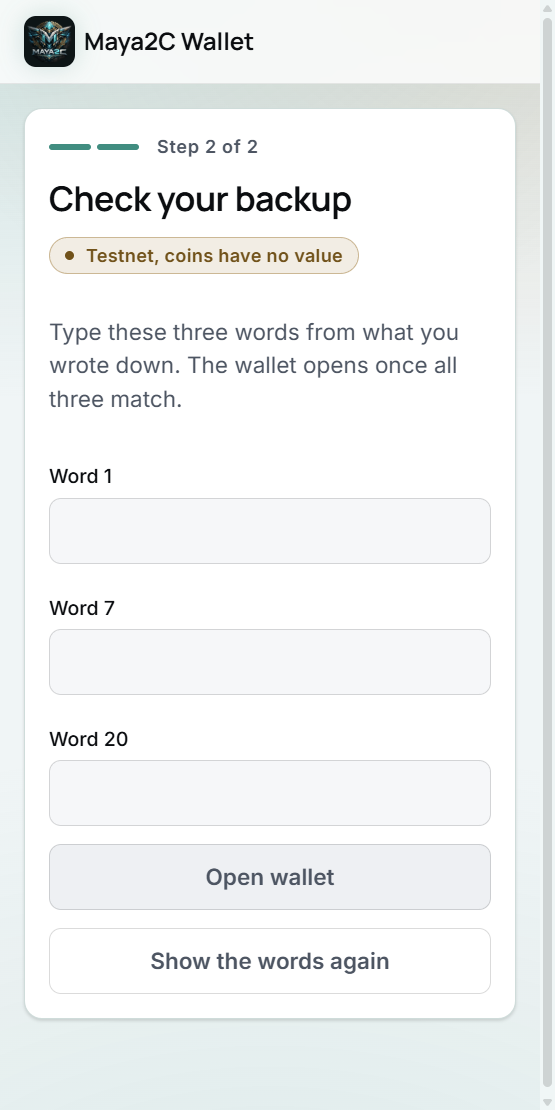 MAYA2C
Maya2C Wallet
Step 2 of 2
Check your backup
Testnet, coins have no value
Type these three words from what you
wrote down. The wallet opens once all
three match.
Word 1
Word 7
Word 20
Open wallet
Show the words again